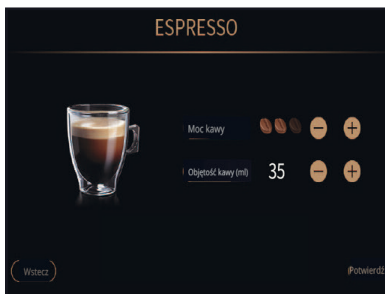 ESPRESSO
Moc kawy
Objętość kawy (ml) 35
Wstecz
Potwierdź